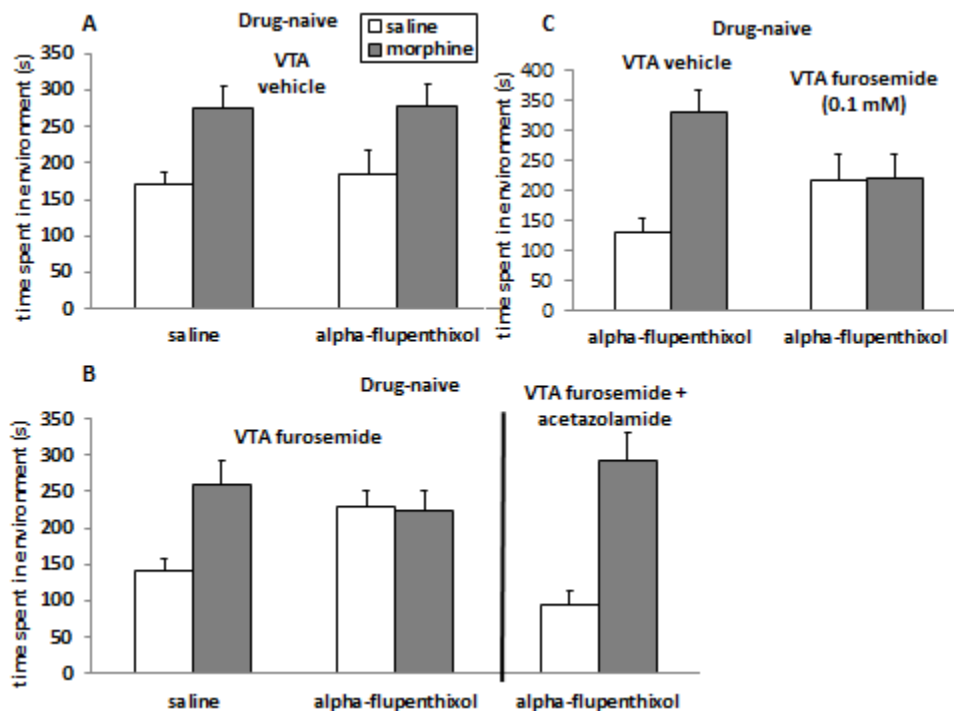 A
Drug-naive
saline
morphine
VTA
vehicle
time spent in environment (s)
350
300
250
200
150
100
50
0
saline
alpha-flupenthixol
C
Drug-naive
VTA vehicle
VTA furosemide
(0.1 mM)
time spent in environment (s)
400
350
300
250
200
150
100
50
0
alpha-flupenthixol
alpha-flupenthixol
B
Drug-naive
VTA furosemide
VTA furosemide +
acetazolamide
time spent in environment (s)
350
300
250
200
150
100
50
0
saline
alpha-flupenthixol
alpha-flupenthixol